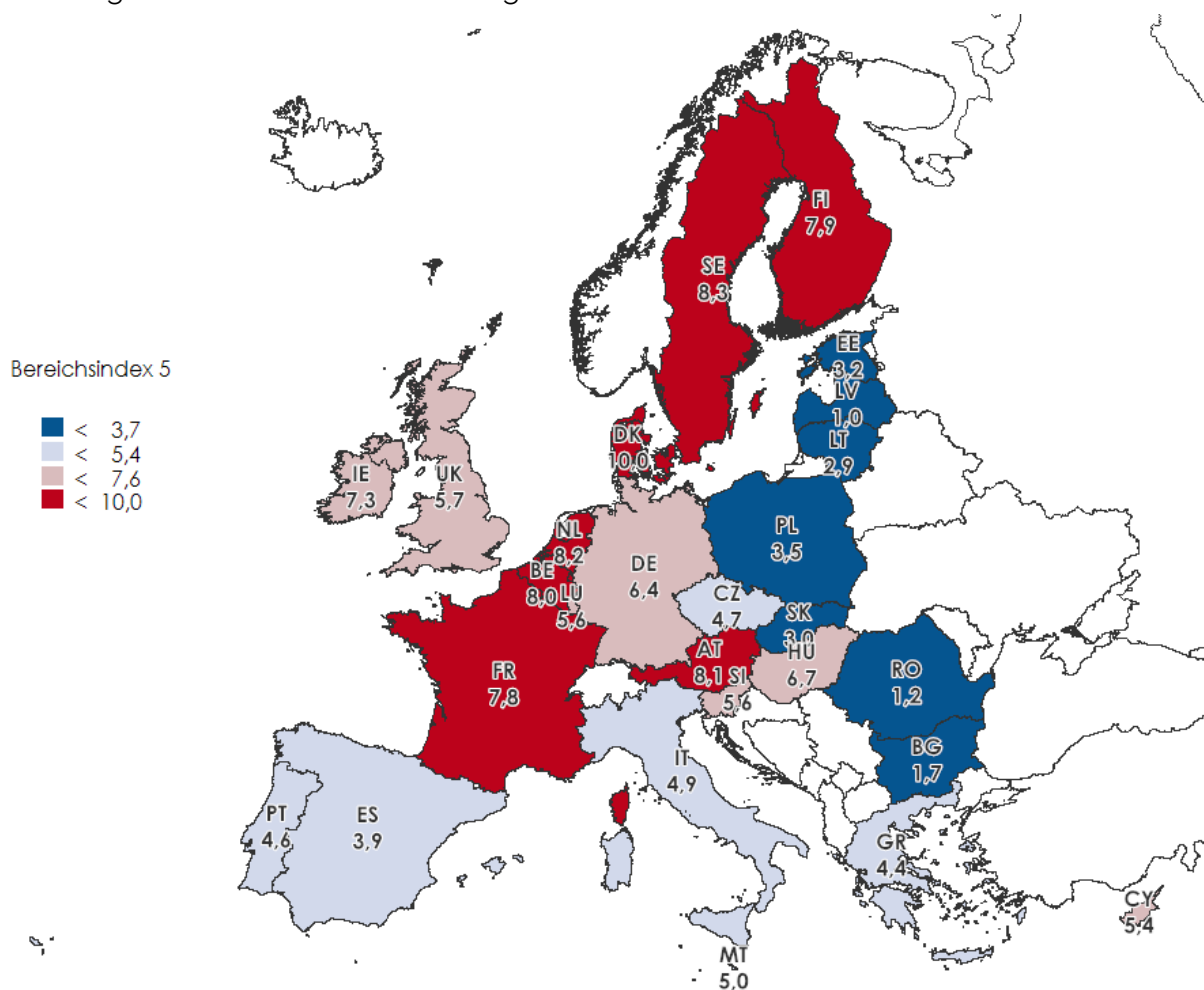 Bereichsindex 5
< 3,7
< 5,4
< 7,6
< 10,0
FI
7,9
SE
8,3
EE
3,2
LV
1,0
LT
2,9
DK
10,0
IE
7,3
UK
5,7
NL
8,2
BE
8,0
LU
5,6
DE
6,4
PL
3,5
CZ
4,7
SK
3,0
HU
6,7
AT
8,1
SI
5,6
FR
7,8
RO
1,2
BG
1,7
IT
4,9
PT
4,6
ES
3,9
GR
4,4
CY
5,4
MT
5,0